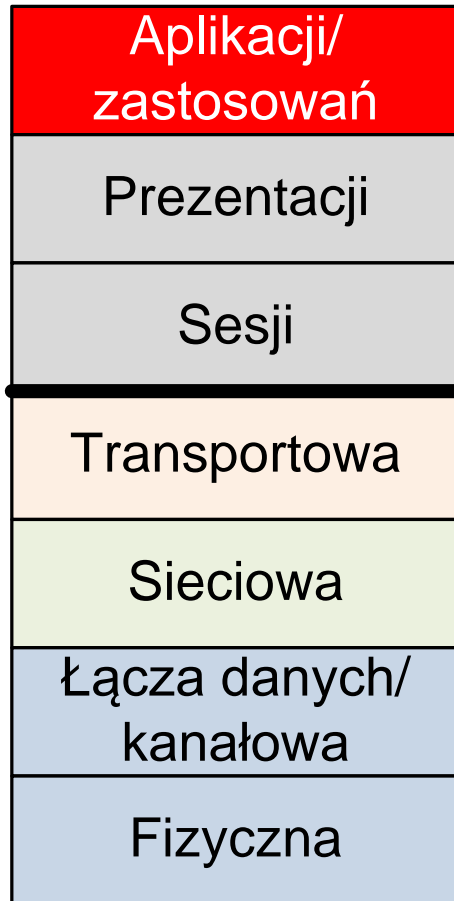 Aplikacji/
zastosowań
Prezentacji
Sesji
Transportowa
Sieciowa
Łącza danych/
kanałowa
Fizyczna